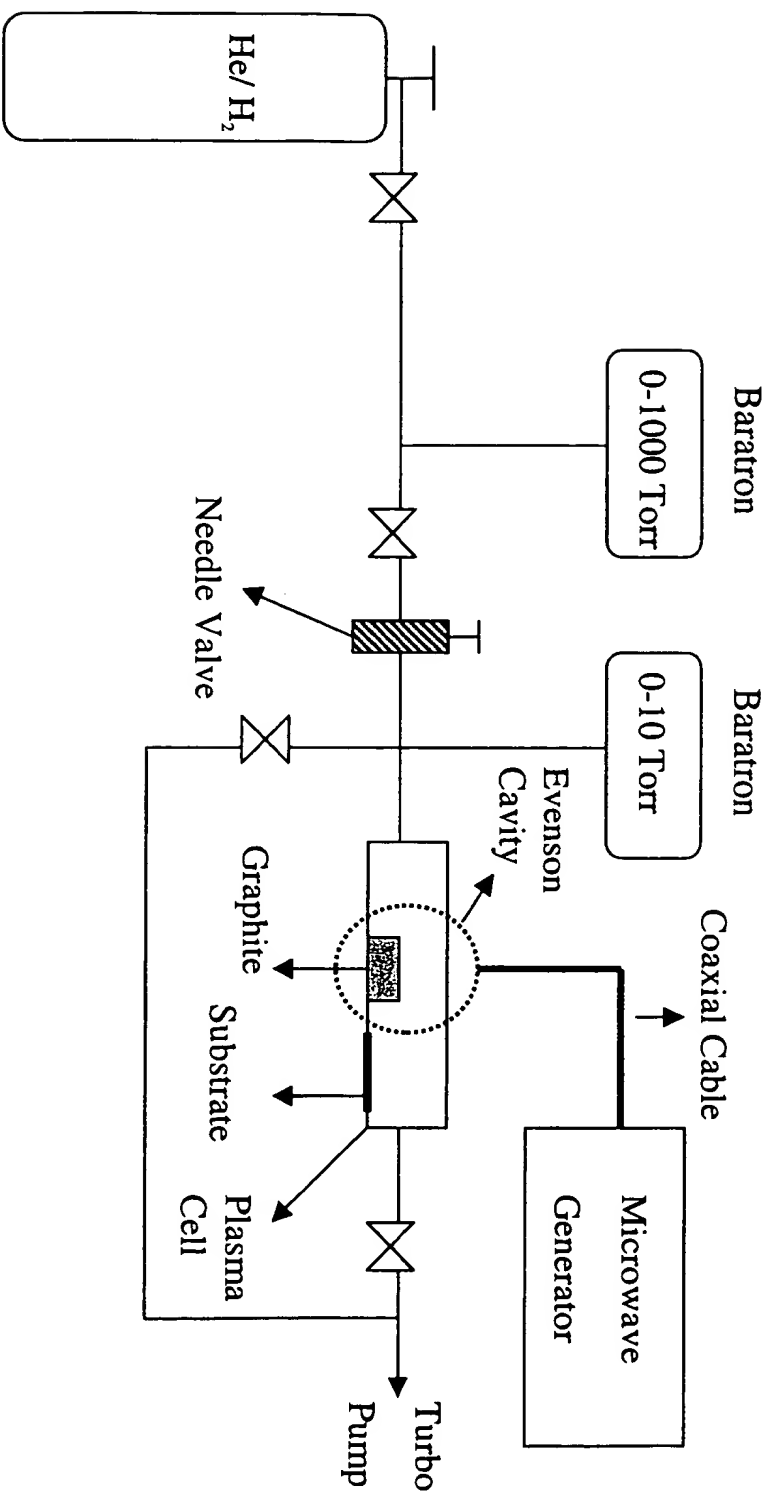 He/ H₂
Baratron
0-1000 Torr
Needle Valve
Baratron
0-10 Torr
Evenson
Cavity
Graphite
Substrate
Plasma
Cell
Coaxial Cable
Microwave
Generator
Turbo
Pump